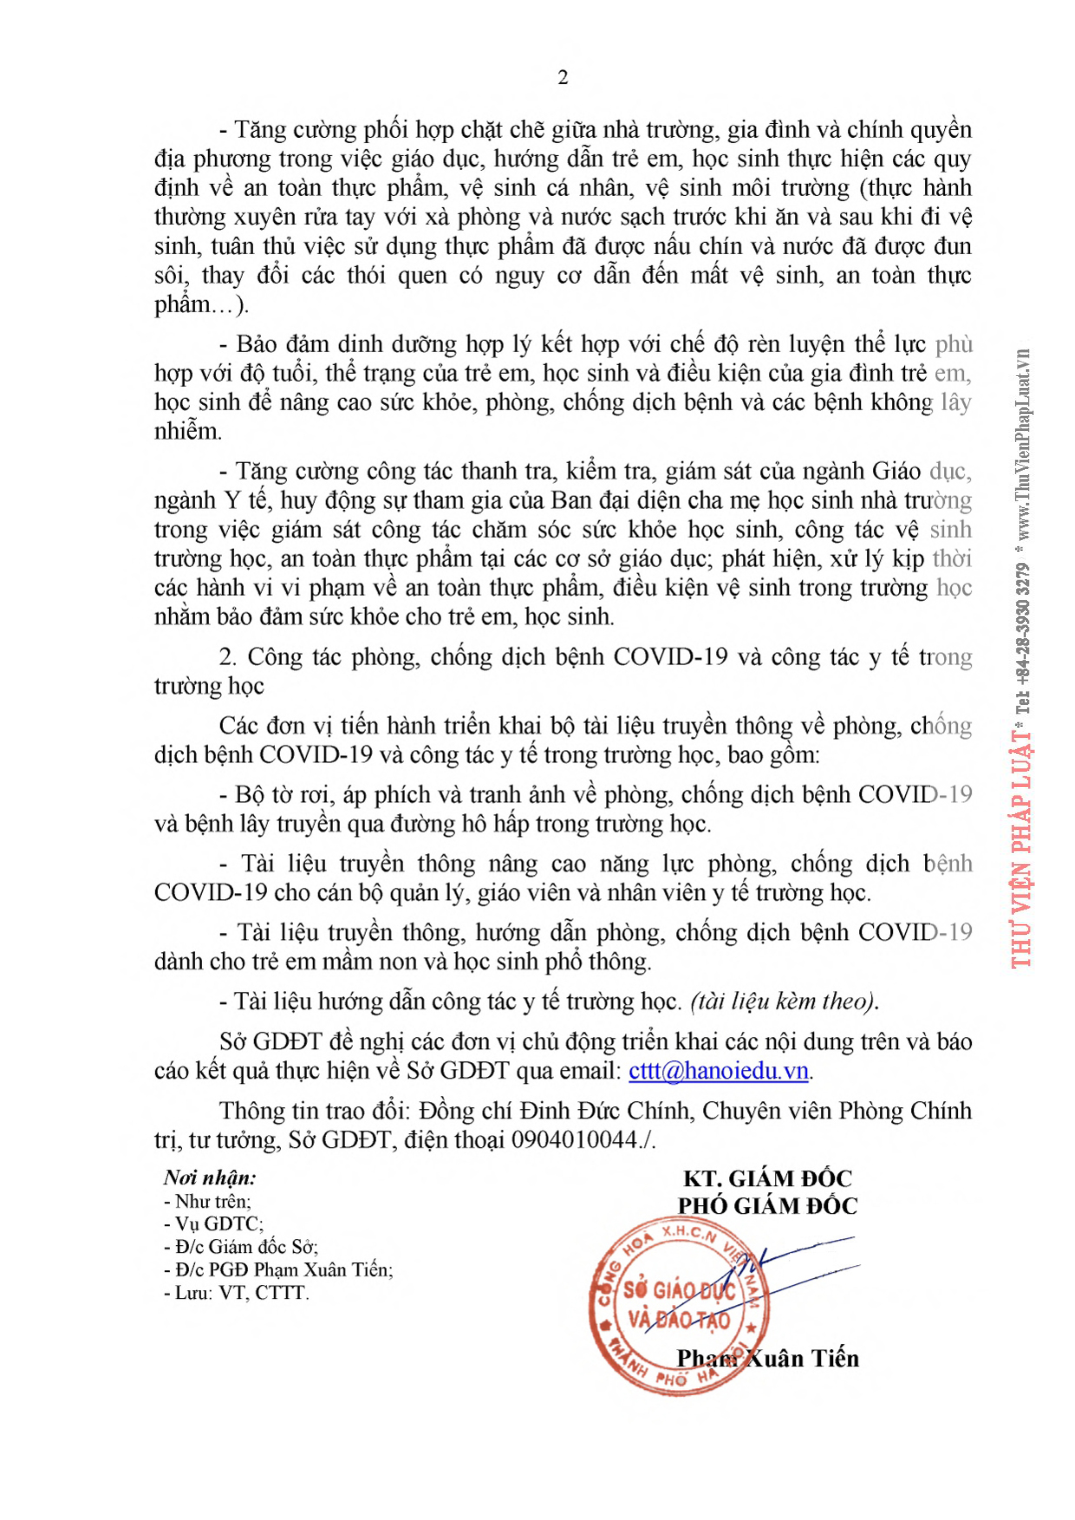 2
- Tăng cường phối hợp chặt chẽ giữa nhà trường, gia đình và chính quyền
địa phương trong việc giáo dục, hướng dẫn trẻ em, học sinh thực hiện các quy
định về an toàn thực phẩm, vệ sinh cá nhân, vệ sinh môi trường (thực hành
thường xuyên rửa tay với xà phòng và nước sạch trước khi ăn và sau khi đi vệ
sinh, tuân thủ việc sử dụng thực phẩm đã được nấu chín và nước đã được đun
sôi, thay đổi các thói quen có nguy cơ dẫn đến mất vệ sinh, an toàn thực
phẩm...).
- Bảo đảm dinh dưỡng hợp lý kết hợp với chế độ rèn luyện thể lực phù
hợp với độ tuổi, thể trạng của trẻ em, học sinh và điều kiện của gia đình trẻ em,
học sinh để nâng cao sức khỏe, phòng, chống dịch bệnh và các bệnh không lây
nhiễm.
- Tăng cường công tác thanh tra, kiểm tra, giám sát của ngành Giáo dục,
ngành Y tế, huy động sự tham gia của Ban đại diện cha mẹ học sinh nhà trường
trong việc giám sát công tác chăm sóc sức khỏe học sinh, công tác vệ sinh
trường học, an toàn thực phẩm tại các cơ sở giáo dục; phát hiện, xử lý kịp thời
các hành vi vi phạm về an toàn thực phẩm, điều kiện vệ sinh trong trường học
nhằm bảo đảm sức khỏe cho trẻ em, học sinh.
2. Công tác phòng, chống dịch bệnh COVID-19 và công tác y tế trong
trường học
Các đơn vị tiến hành triển khai bộ tài liệu truyền thông về phòng, chống
dịch bệnh COVID-19 và công tác y tế trong trường học, bao gồm:
- Bộ tờ rơi, áp phích và tranh ảnh về phòng, chống dịch bệnh COVID-19
và bệnh lây truyền qua đường hô hấp trong trường học.
- Tài liệu truyền thông nâng cao năng lực phòng, chống dịch bệnh
COVID-19 cho cán bộ quản lý, giáo viên và nhân viên y tế trường học.
- Tài liệu truyền thông, hướng dẫn phòng, chống dịch bệnh COVID-19
dành cho trẻ em mầm non và học sinh phổ thông.
- Tài liệu hướng dẫn công tác y tế trường học. (tài liệu kèm theo).
Sở GDĐT đề nghị các đơn vị chủ động triển khai các nội dung trên và báo
cáo kết quả thực hiện về Sở GDĐT qua email: cttt@hanoiedu.vn.
Thông tin trao đổi: Đồng chí Đinh Đức Chính, Chuyên viên Phòng Chính
trị, tư tưởng, Sở GDĐT, điện thoại 0904010044./.
Nơi nhận:
- Như trên;
- Vụ GDTC;
- Đ/c Giám đốc Sở;
- Đ/c PGĐ Phạm Xuân Tiến;
- Lưu: VT, CTTT.
KT. GIÁM ĐỐC
PHÓ GIÁM ĐỐC
CỘNG HOÀ X.H.C.N VIỆT NAM
SỞ GIÁO DỤC
VÀ ĐÀO TẠO
THÀNH PHỐ HÀ NỘI
Phạm Xuân Tiến
THƯ VIỆN PHÁP LUẬT * Tel: +84-28-3930 3279 * www.ThuVienPhapLuat.vn